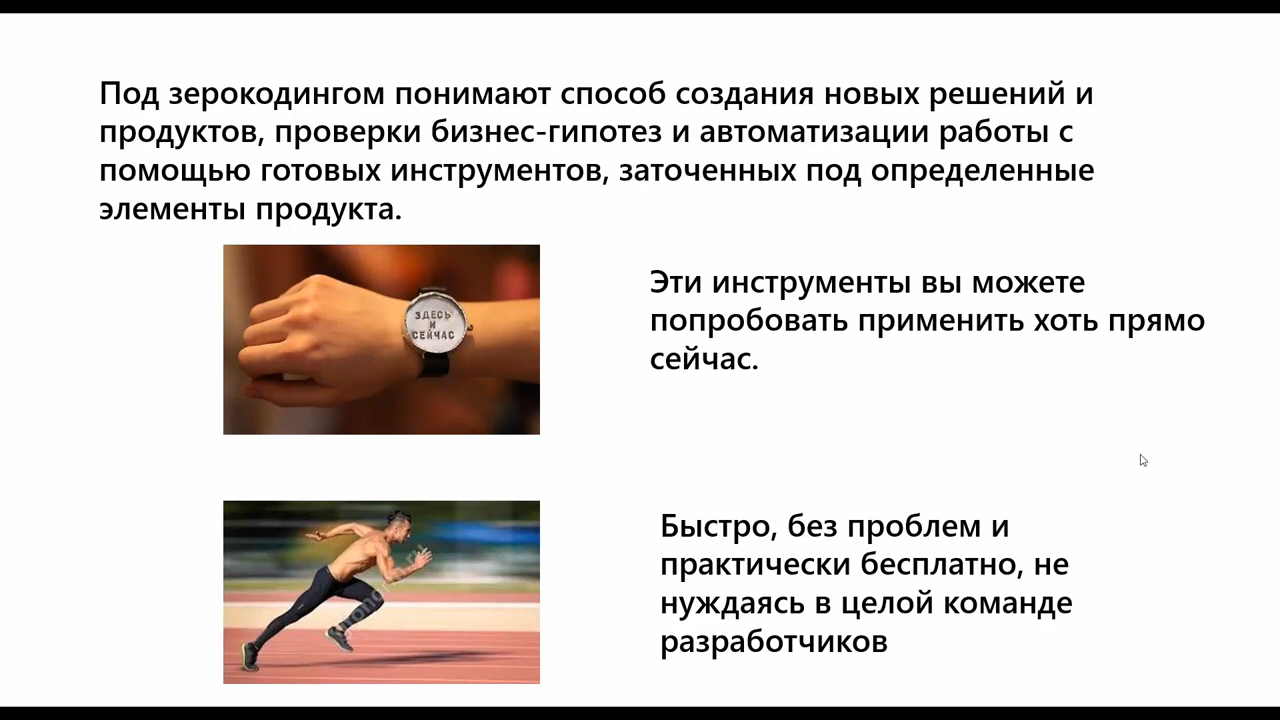 Под зерокодингом понимают способ создания новых решений и
продуктов, проверки бизнес-гипотез и автоматизации работы с
помощью готовых инструментов, заточенных под определенные
элементы продукта.
ЗДЕСЬ
И
СЕЙЧАС
Эти инструменты вы можете
попробовать применить хоть прямо
сейчас.
Быстро, без проблем и
практически бесплатно, не
нуждаясь в целой команде
разработчиков